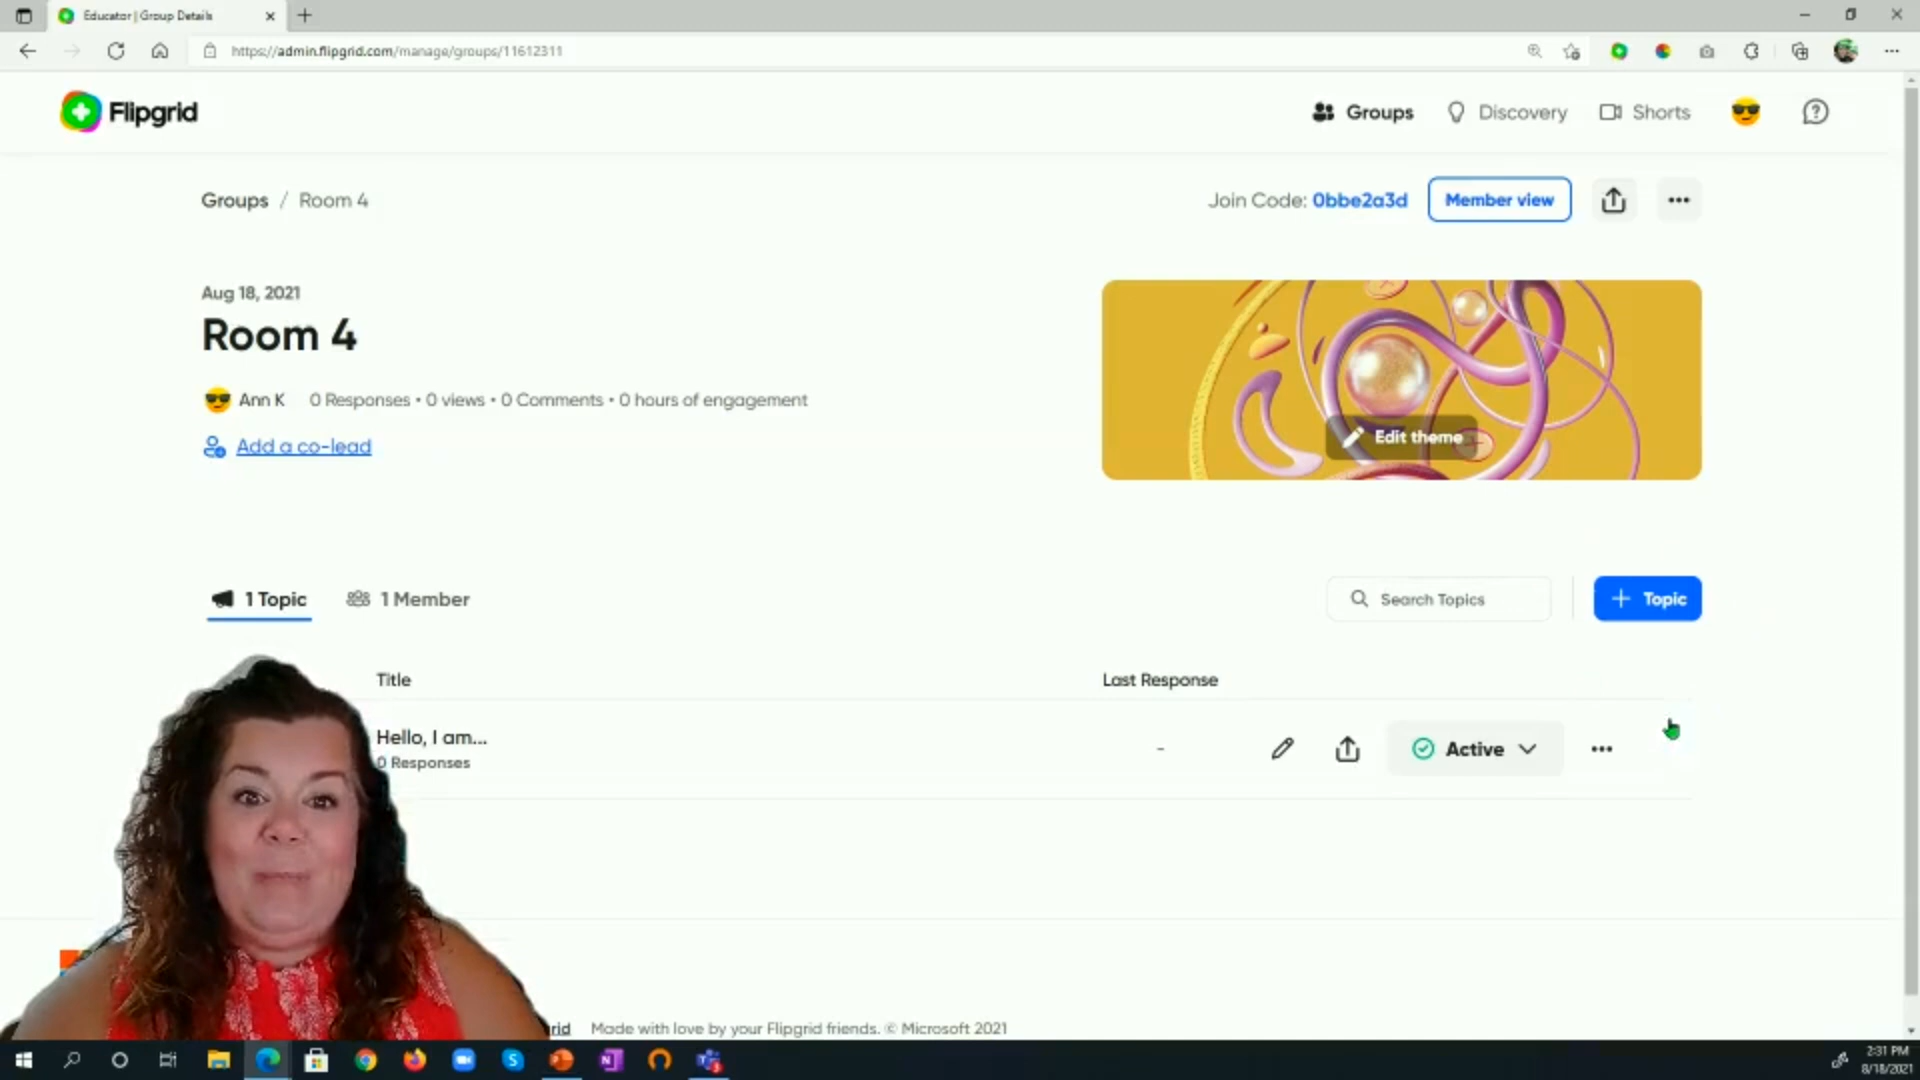 Educator | Group Details
https://admin.flipgrid.com/manage/groups/11612311
Flipgrid
Groups
Discovery
Shorts
Groups / Room 4
Join Code: 0bbe2a3d
Member view
Aug 18, 2021
Room 4
Ann K 0 Responses • 0 views • 0 Comments • 0 hours of engagement
Add a co-lead
Edit theme
1 Topic
1 Member
Search Topics
+ Topic
Title
Last Response
Hello, I am...
0 Responses
-
Active
rid Made with love by your Flipgrid friends. © Microsoft 2021
2:31 PM
8/18/2021